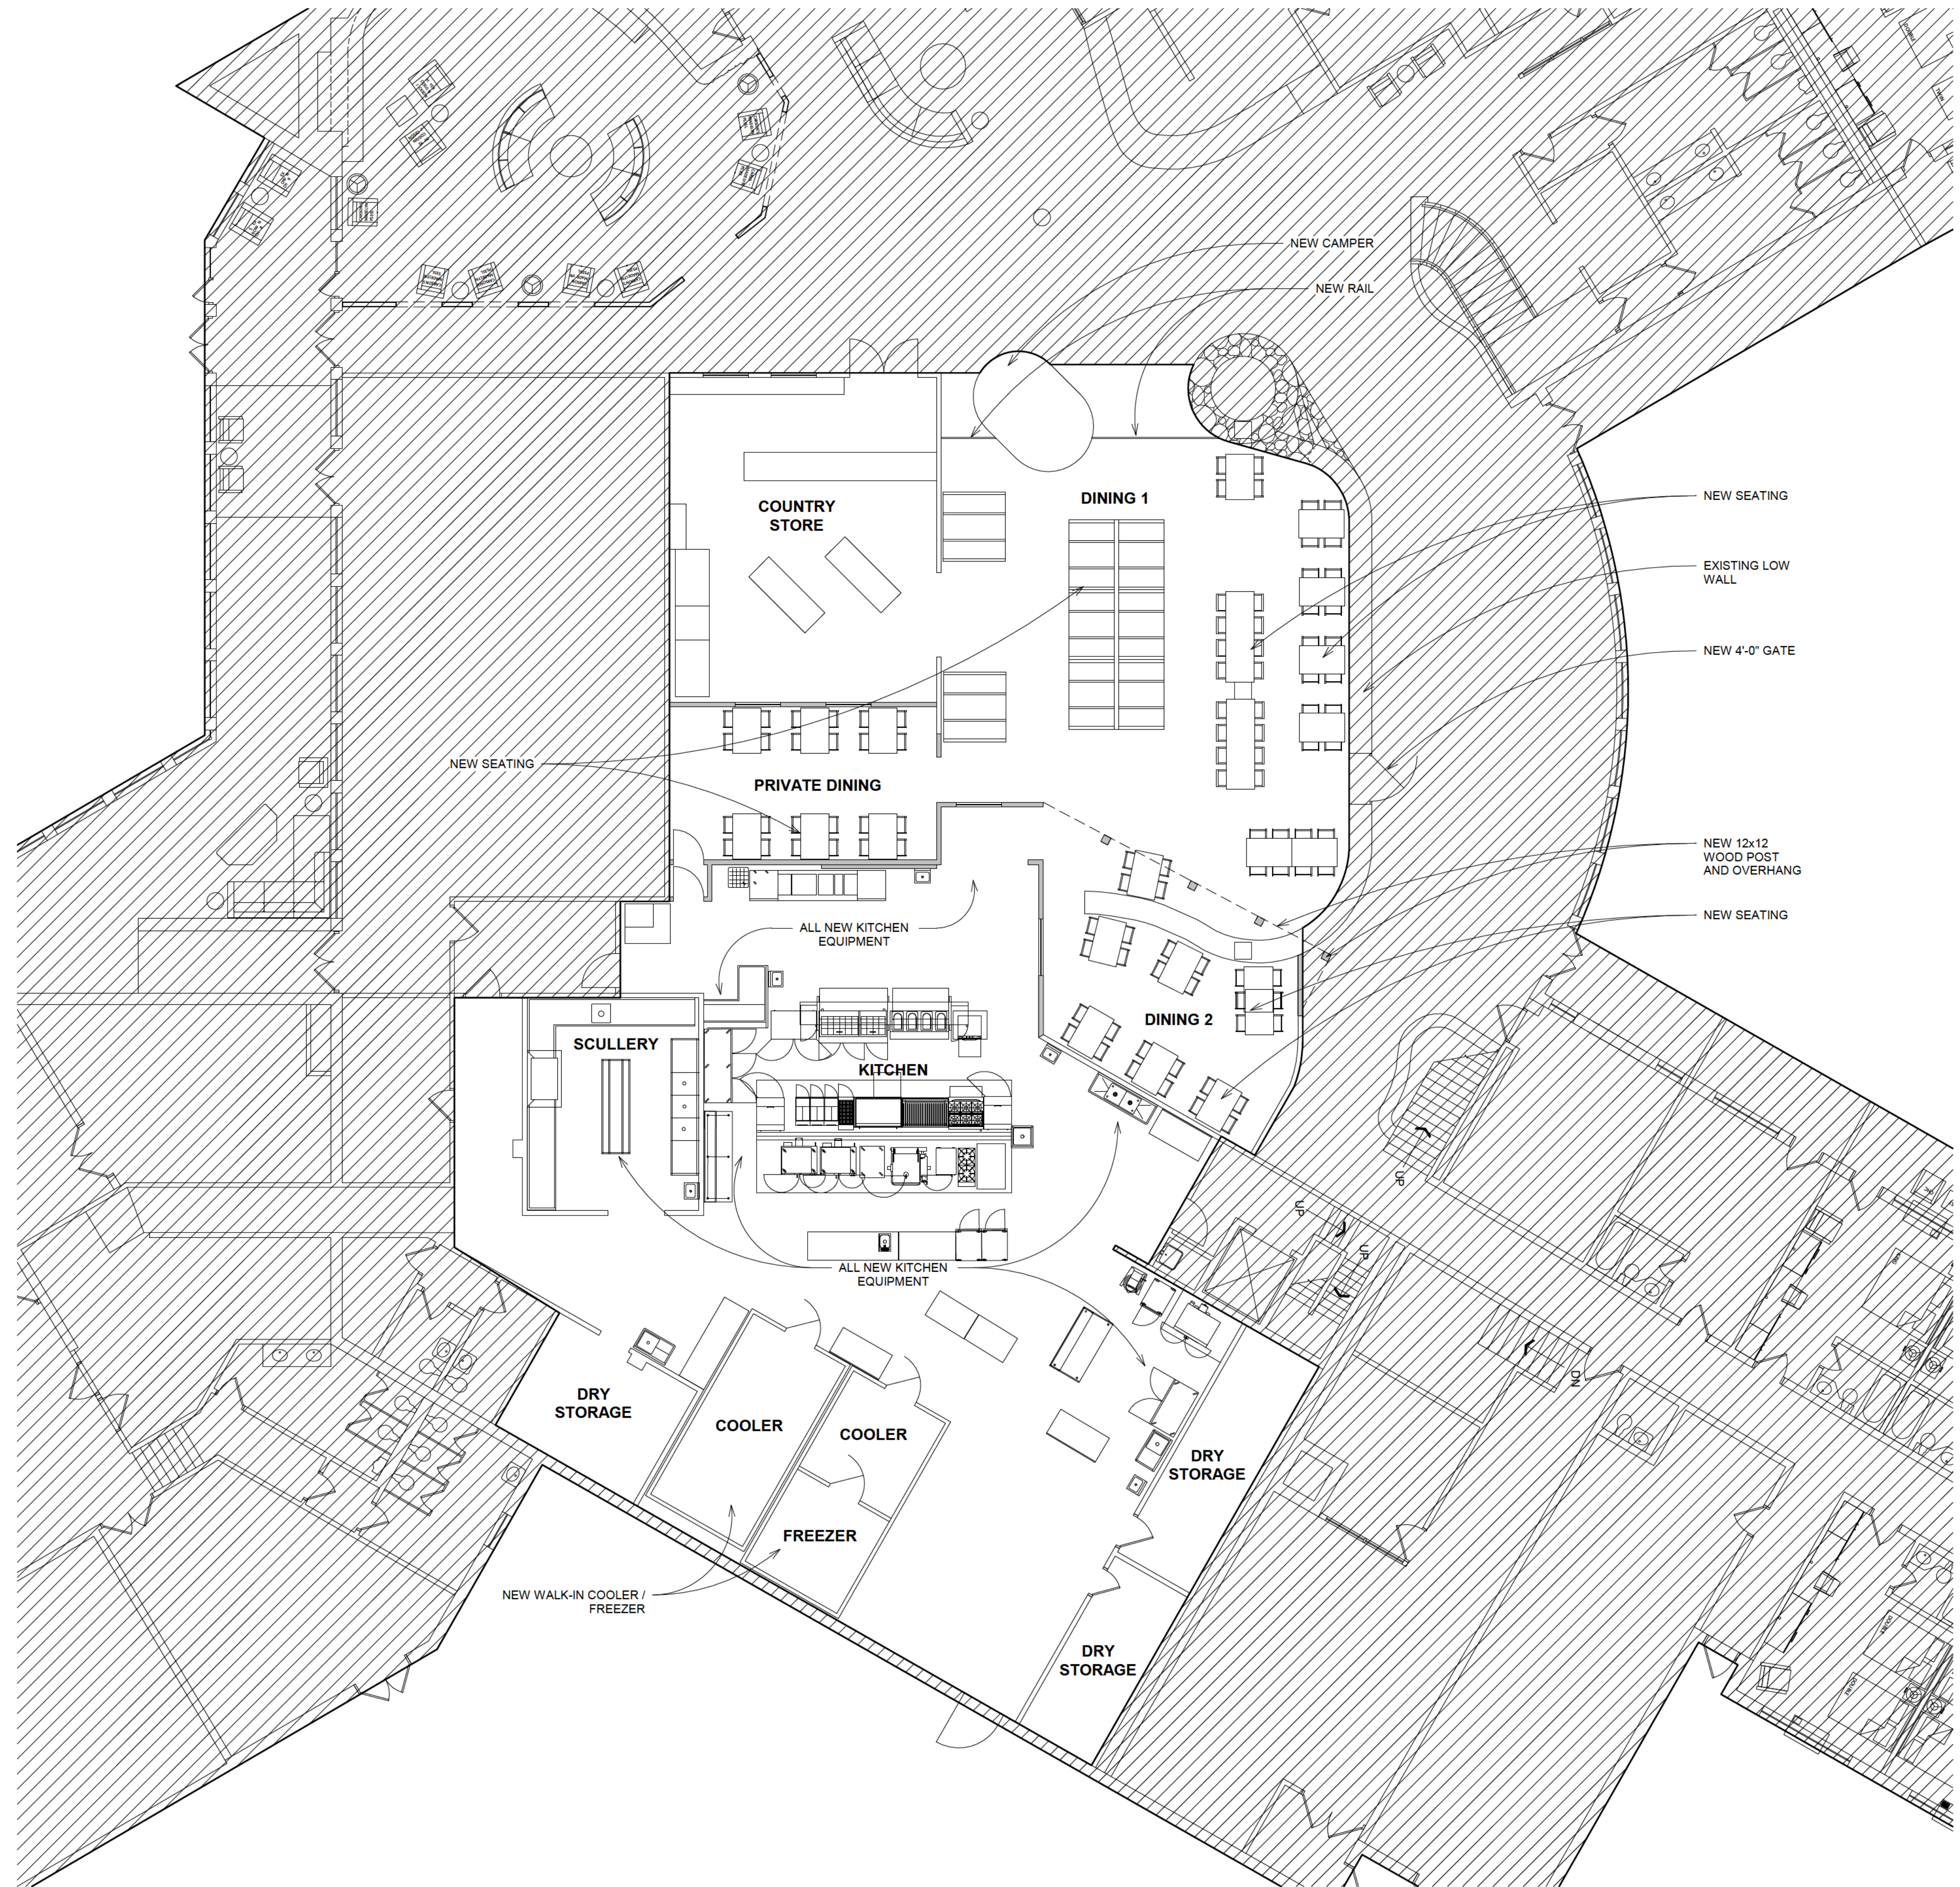 NEW CAMPER
NEW RAIL
NEW SEATING
COUNTRY
STORE
DINING 1
EXISTING LOW
WALL
NEW 4'-0" GATE
NEW SEATING
PRIVATE DINING
NEW 12x12
WOOD POST
AND OVERHANG
NEW SEATING
ALL NEW KITCHEN
EQUIPMENT
DINING 2
SCULLERY
KITCHEN
UP
UP
UP
ALL NEW KITCHEN
EQUIPMENT
DN
DRY
STORAGE
COOLER
COOLER
DRY
STORAGE
FREEZER
NEW WALK-IN COOLER /
FREEZER
DRY
STORAGE
DOUBLE
DOUBLE